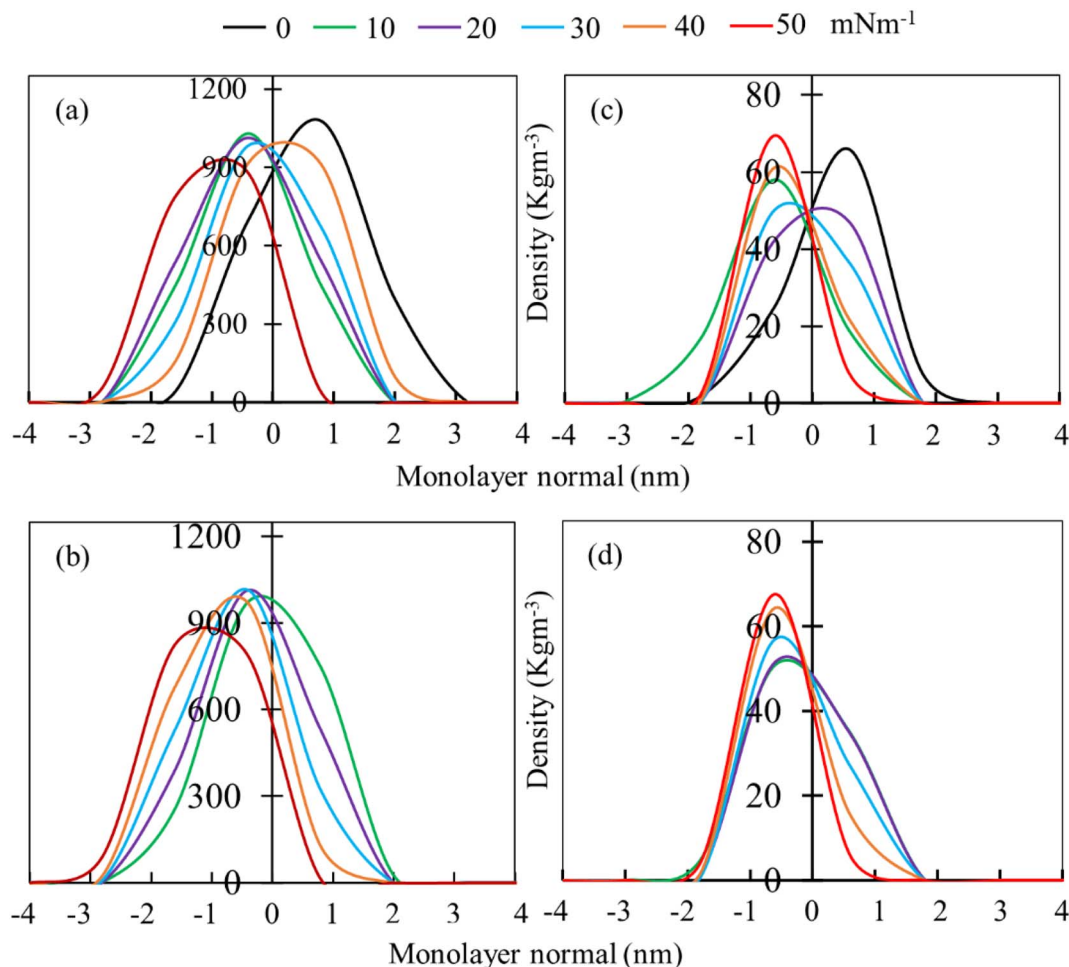 0 10 20 30 40 50 mNm⁻¹
(a)
1200
900
600
300
0
-4 -3 -2 -1 0 1 2 3 4
Monolayer normal (nm)
(c)
Density (Kgm⁻³)
80
60
40
20
0
-4 -3 -2 -1 0 1 2 3 4
(b)
1200
900
600
300
0
-4 -3 -2 -1 0 1 2 3 4
Monolayer normal (nm)
(d)
Density (Kgm⁻³)
80
60
40
20
0
-4 -3 -2 -1 0 1 2 3 4